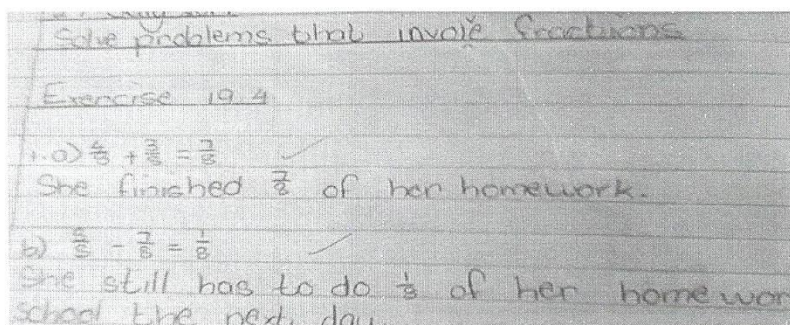 Solve problems that involve fractions
Exercise 19.4
1.a) 4/8 + 3/8 = 7/8
She finished 7/8 of her homework.
b) 8/8 - 7/8 = 1/8
She still has to do 1/8 of her homewor
school the next day